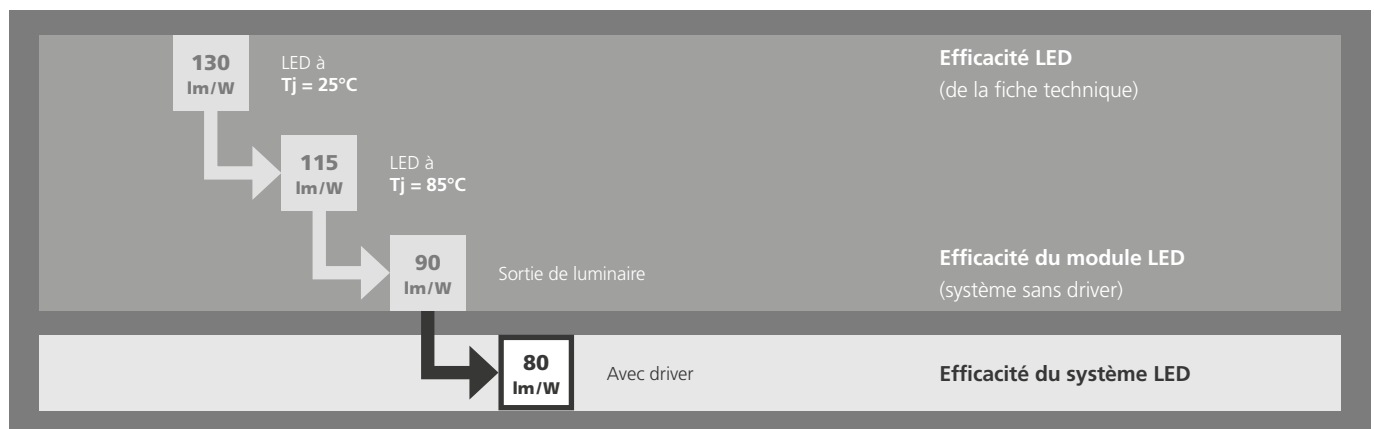 130
lm/W
LED à
Tj = 25°C
Efficacité LED
(de la fiche technique)
115
lm/W
LED à
Tj = 85°C
90
lm/W
Sortie de luminaire
Efficacité du module LED
(système sans driver)
80
lm/W
Avec driver
Efficacité du système LED